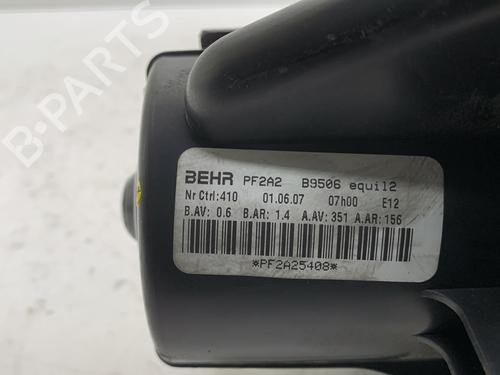 B-PARTS
BEHR PF2A2 B9506 equil2
Nr Ctrl:410 01.06.07 07h00 E12
B.AV: 0.6 B.AR: 1.4 A.AV: 351 A.AR: 156
*PF2A25408*